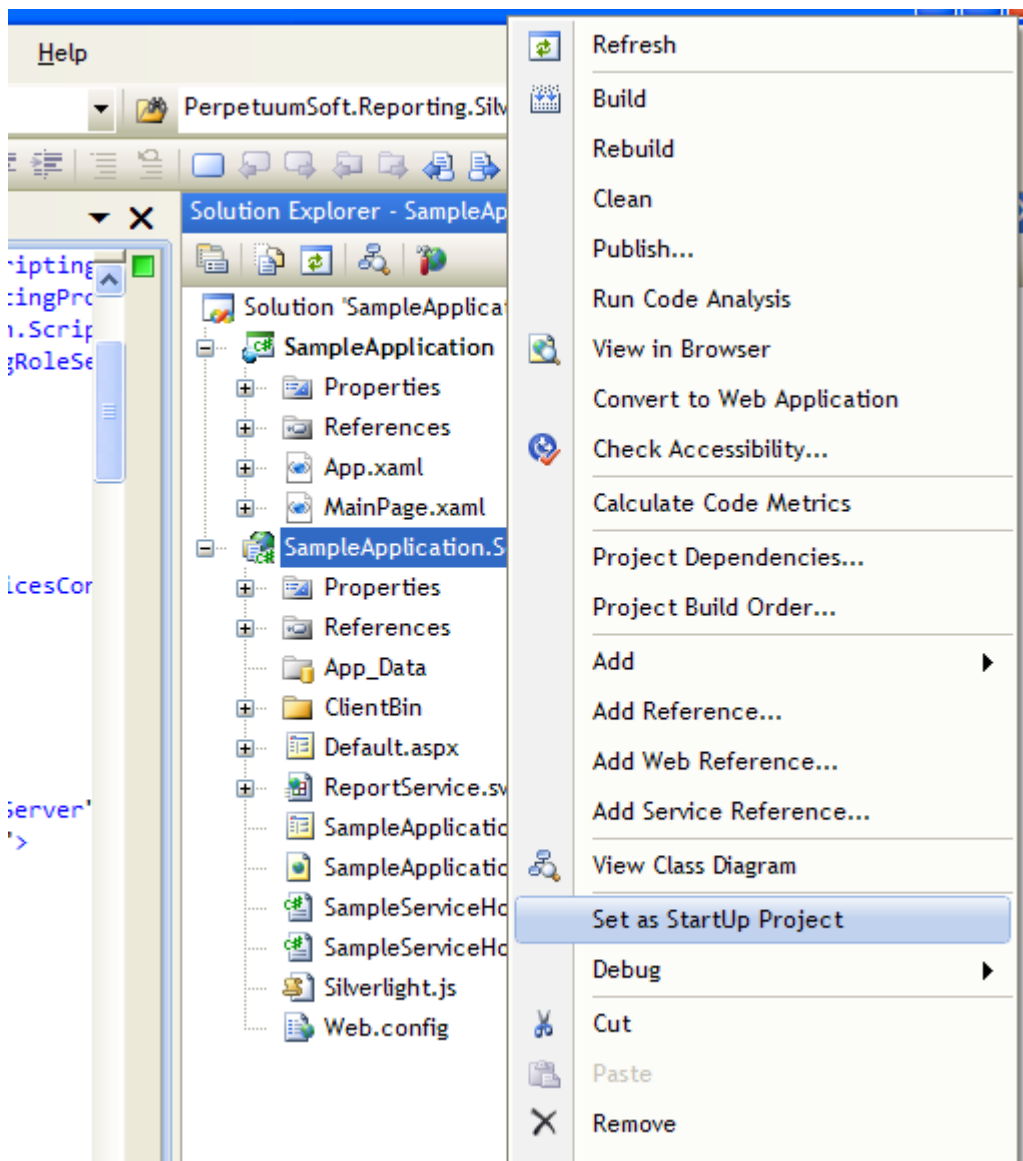 Help
PerpetuumSoft.Reporting.Silv
Solution Explorer - SampleAp
ripting
tingPro
n.Scrip
gRoleSe
icesCor
Server"
">
Solution 'SampleApplicat
SampleApplication
Properties
References
App.xaml
MainPage.xaml
SampleApplication.Se
Properties
References
App_Data
ClientBin
Default.aspx
ReportService.sv
SampleApplicatio
SampleApplicatio
SampleServiceHo
SampleServiceHo
Silverlight.js
Web.config
Refresh
Build
Rebuild
Clean
Publish...
Run Code Analysis
View in Browser
Convert to Web Application
Check Accessibility...
Calculate Code Metrics
Project Dependencies...
Project Build Order...
Add
Add Reference...
Add Web Reference...
Add Service Reference...
View Class Diagram
Set as StartUp Project
Debug
Cut
Paste
Remove